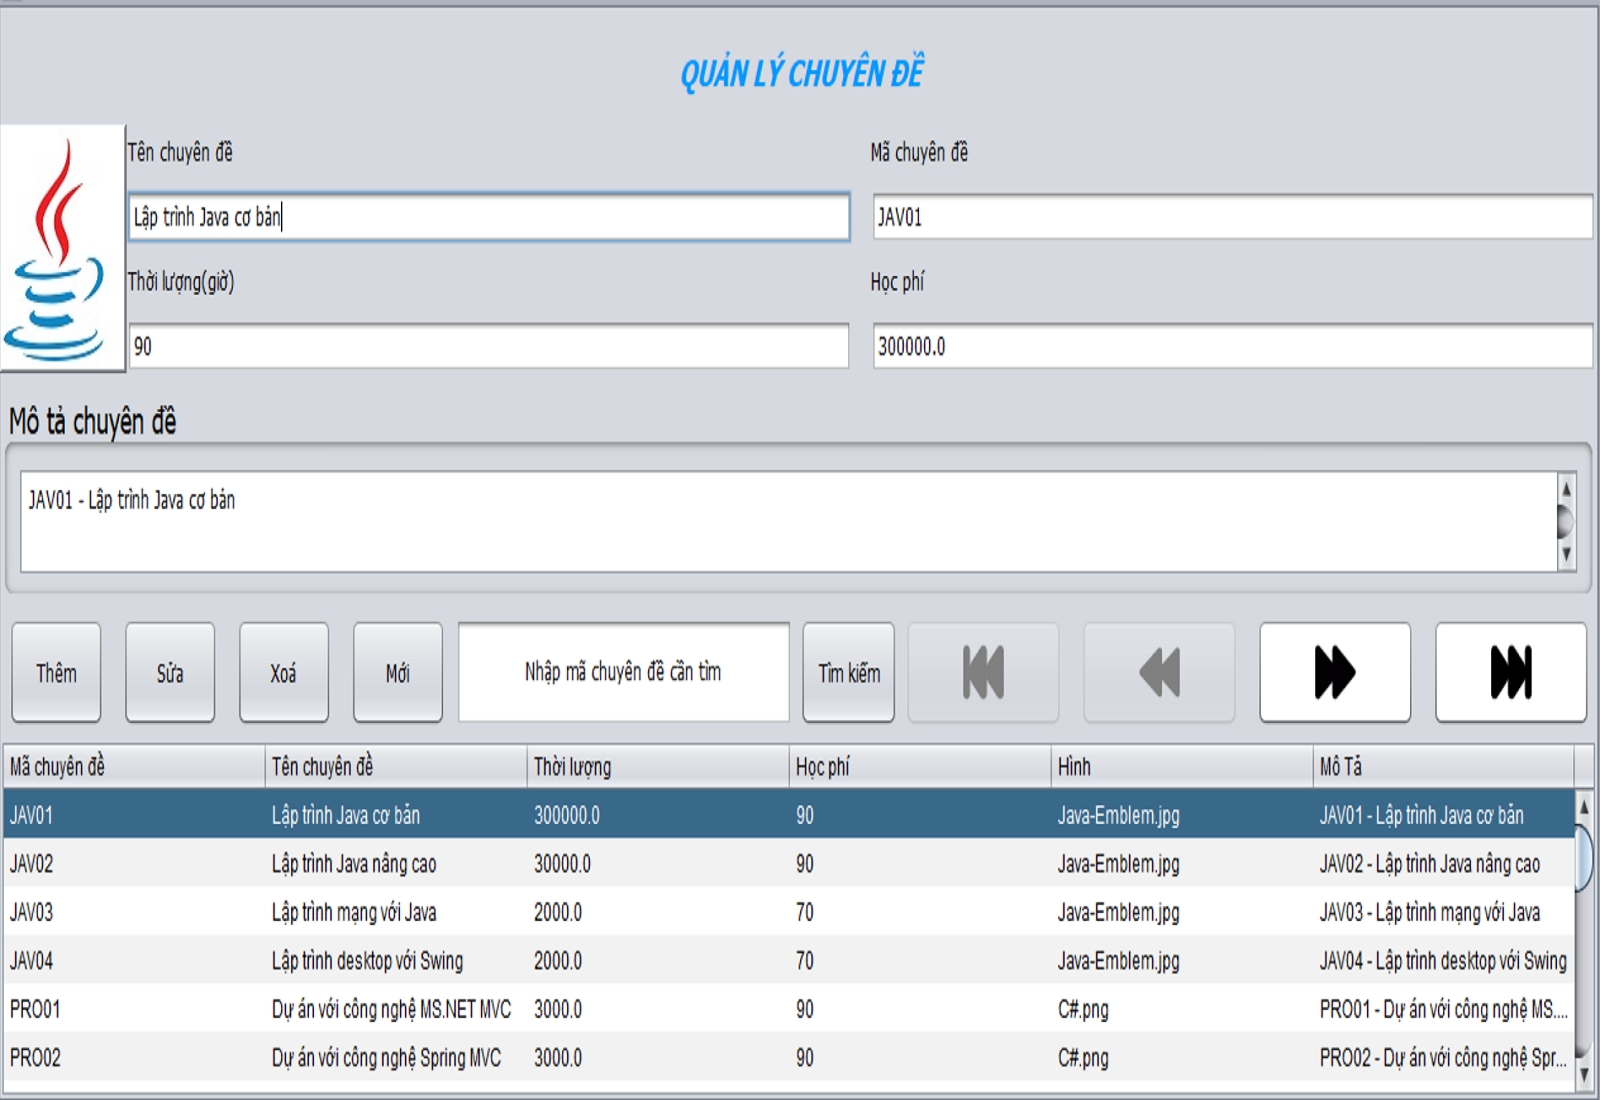 QUẢN LÝ CHUYÊN ĐỀ
Tên chuyên đề
Mã chuyên đề
Lập trình Java cơ bản
JAV01
Thời lượng(giờ)
Học phí
90
300000.0
Mô tả chuyên đề
JAV01 - Lập trình Java cơ bản
Thêm Sửa Xoá Mới Nhập mã chuyên đề cần tìm Tìm kiếm
Mã chuyên đề Tên chuyên đề Thời lượng Học phí Hình Mô Tả
JAV01 Lập trình Java cơ bản 300000.0 90 Java-Emblem.jpg JAV01 - Lập trình Java cơ bản
JAV02 Lập trình Java nâng cao 30000.0 90 Java-Emblem.jpg JAV02 - Lập trình Java nâng cao
JAV03 Lập trình mạng với Java 2000.0 70 Java-Emblem.jpg JAV03 - Lập trình mạng với Java
JAV04 Lập trình desktop với Swing 2000.0 70 Java-Emblem.jpg JAV04 - Lập trình desktop với Swing
PRO01 Dự án với công nghệ MS.NET MVC 3000.0 90 C#.png PRO01 - Dự án với công nghệ MS....
PRO02 Dự án với công nghệ Spring MVC 3000.0 90 C#.png PRO02 - Dự án với công nghệ Spr...